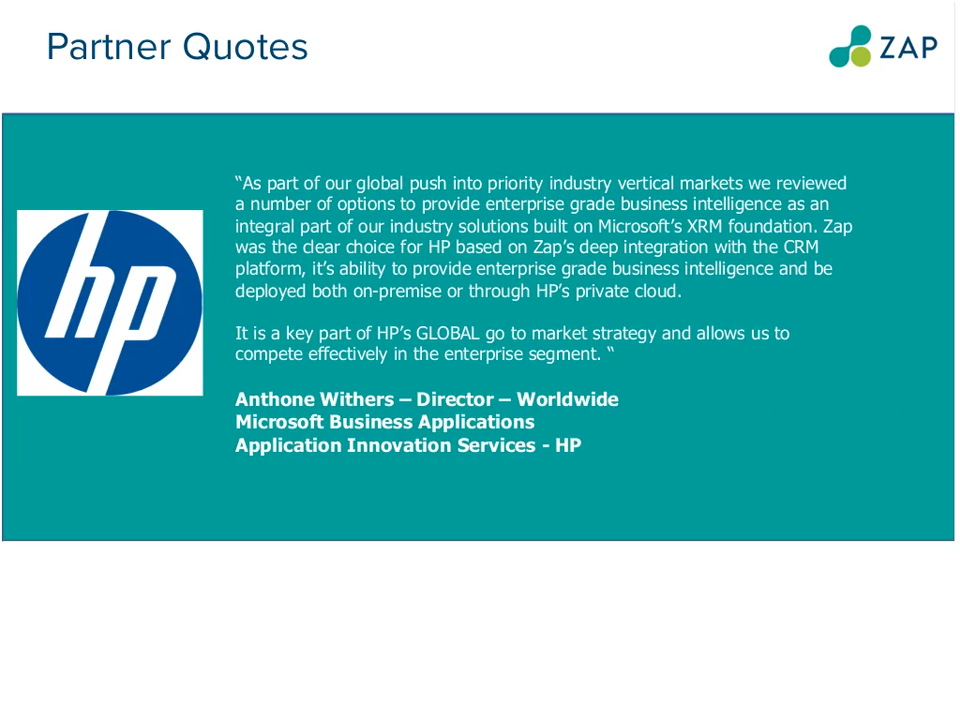 Partner Quotes
ZAP
“As part of our global push into priority industry vertical markets we reviewed
a number of options to provide enterprise grade business intelligence as an
integral part of our industry solutions built on Microsoft’s XRM foundation. Zap
was the clear choice for HP based on Zap’s deep integration with the CRM
platform, it’s ability to provide enterprise grade business intelligence and be
deployed both on-premise or through HP’s private cloud.
It is a key part of HP’s GLOBAL go to market strategy and allows us to
compete effectively in the enterprise segment. “
hp
Anthone Withers – Director – Worldwide
Microsoft Business Applications
Application Innovation Services - HP